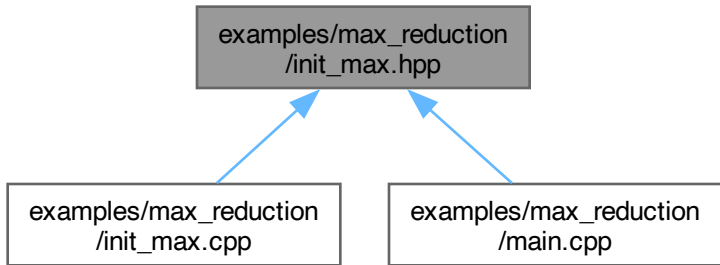 examples/max_reduction
/init_max.hpp
examples/max_reduction
/init_max.cpp
examples/max_reduction
/main.cpp